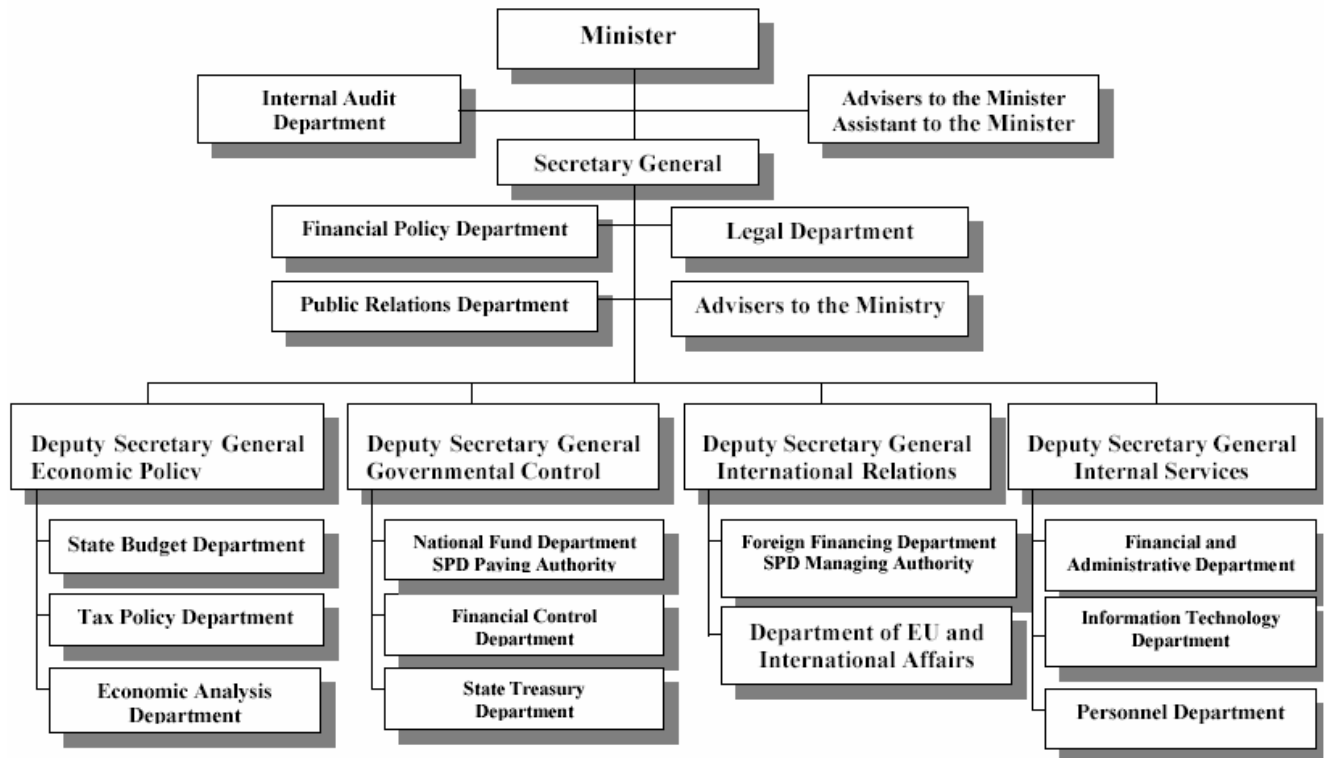 Minister
Internal Audit
Department
Advisers to the Minister
Assistant to the Minister
Secretary General
Financial Policy Department
Legal Department
Public Relations Department
Advisers to the Ministry
Deputy Secretary General
Economic Policy
Deputy Secretary General
Governmental Control
Deputy Secretary General
International Relations
Deputy Secretary General
Internal Services
State Budget Department
Tax Policy Department
Economic Analysis
Department
National Fund Department
SPD Paying Authority
Financial Control
Department
State Treasury
Department
Foreign Financing Department
SPD Managing Authority
Department of EU and
International Affairs
Financial and
Administrative Department
Information Technology
Department
Personnel Department